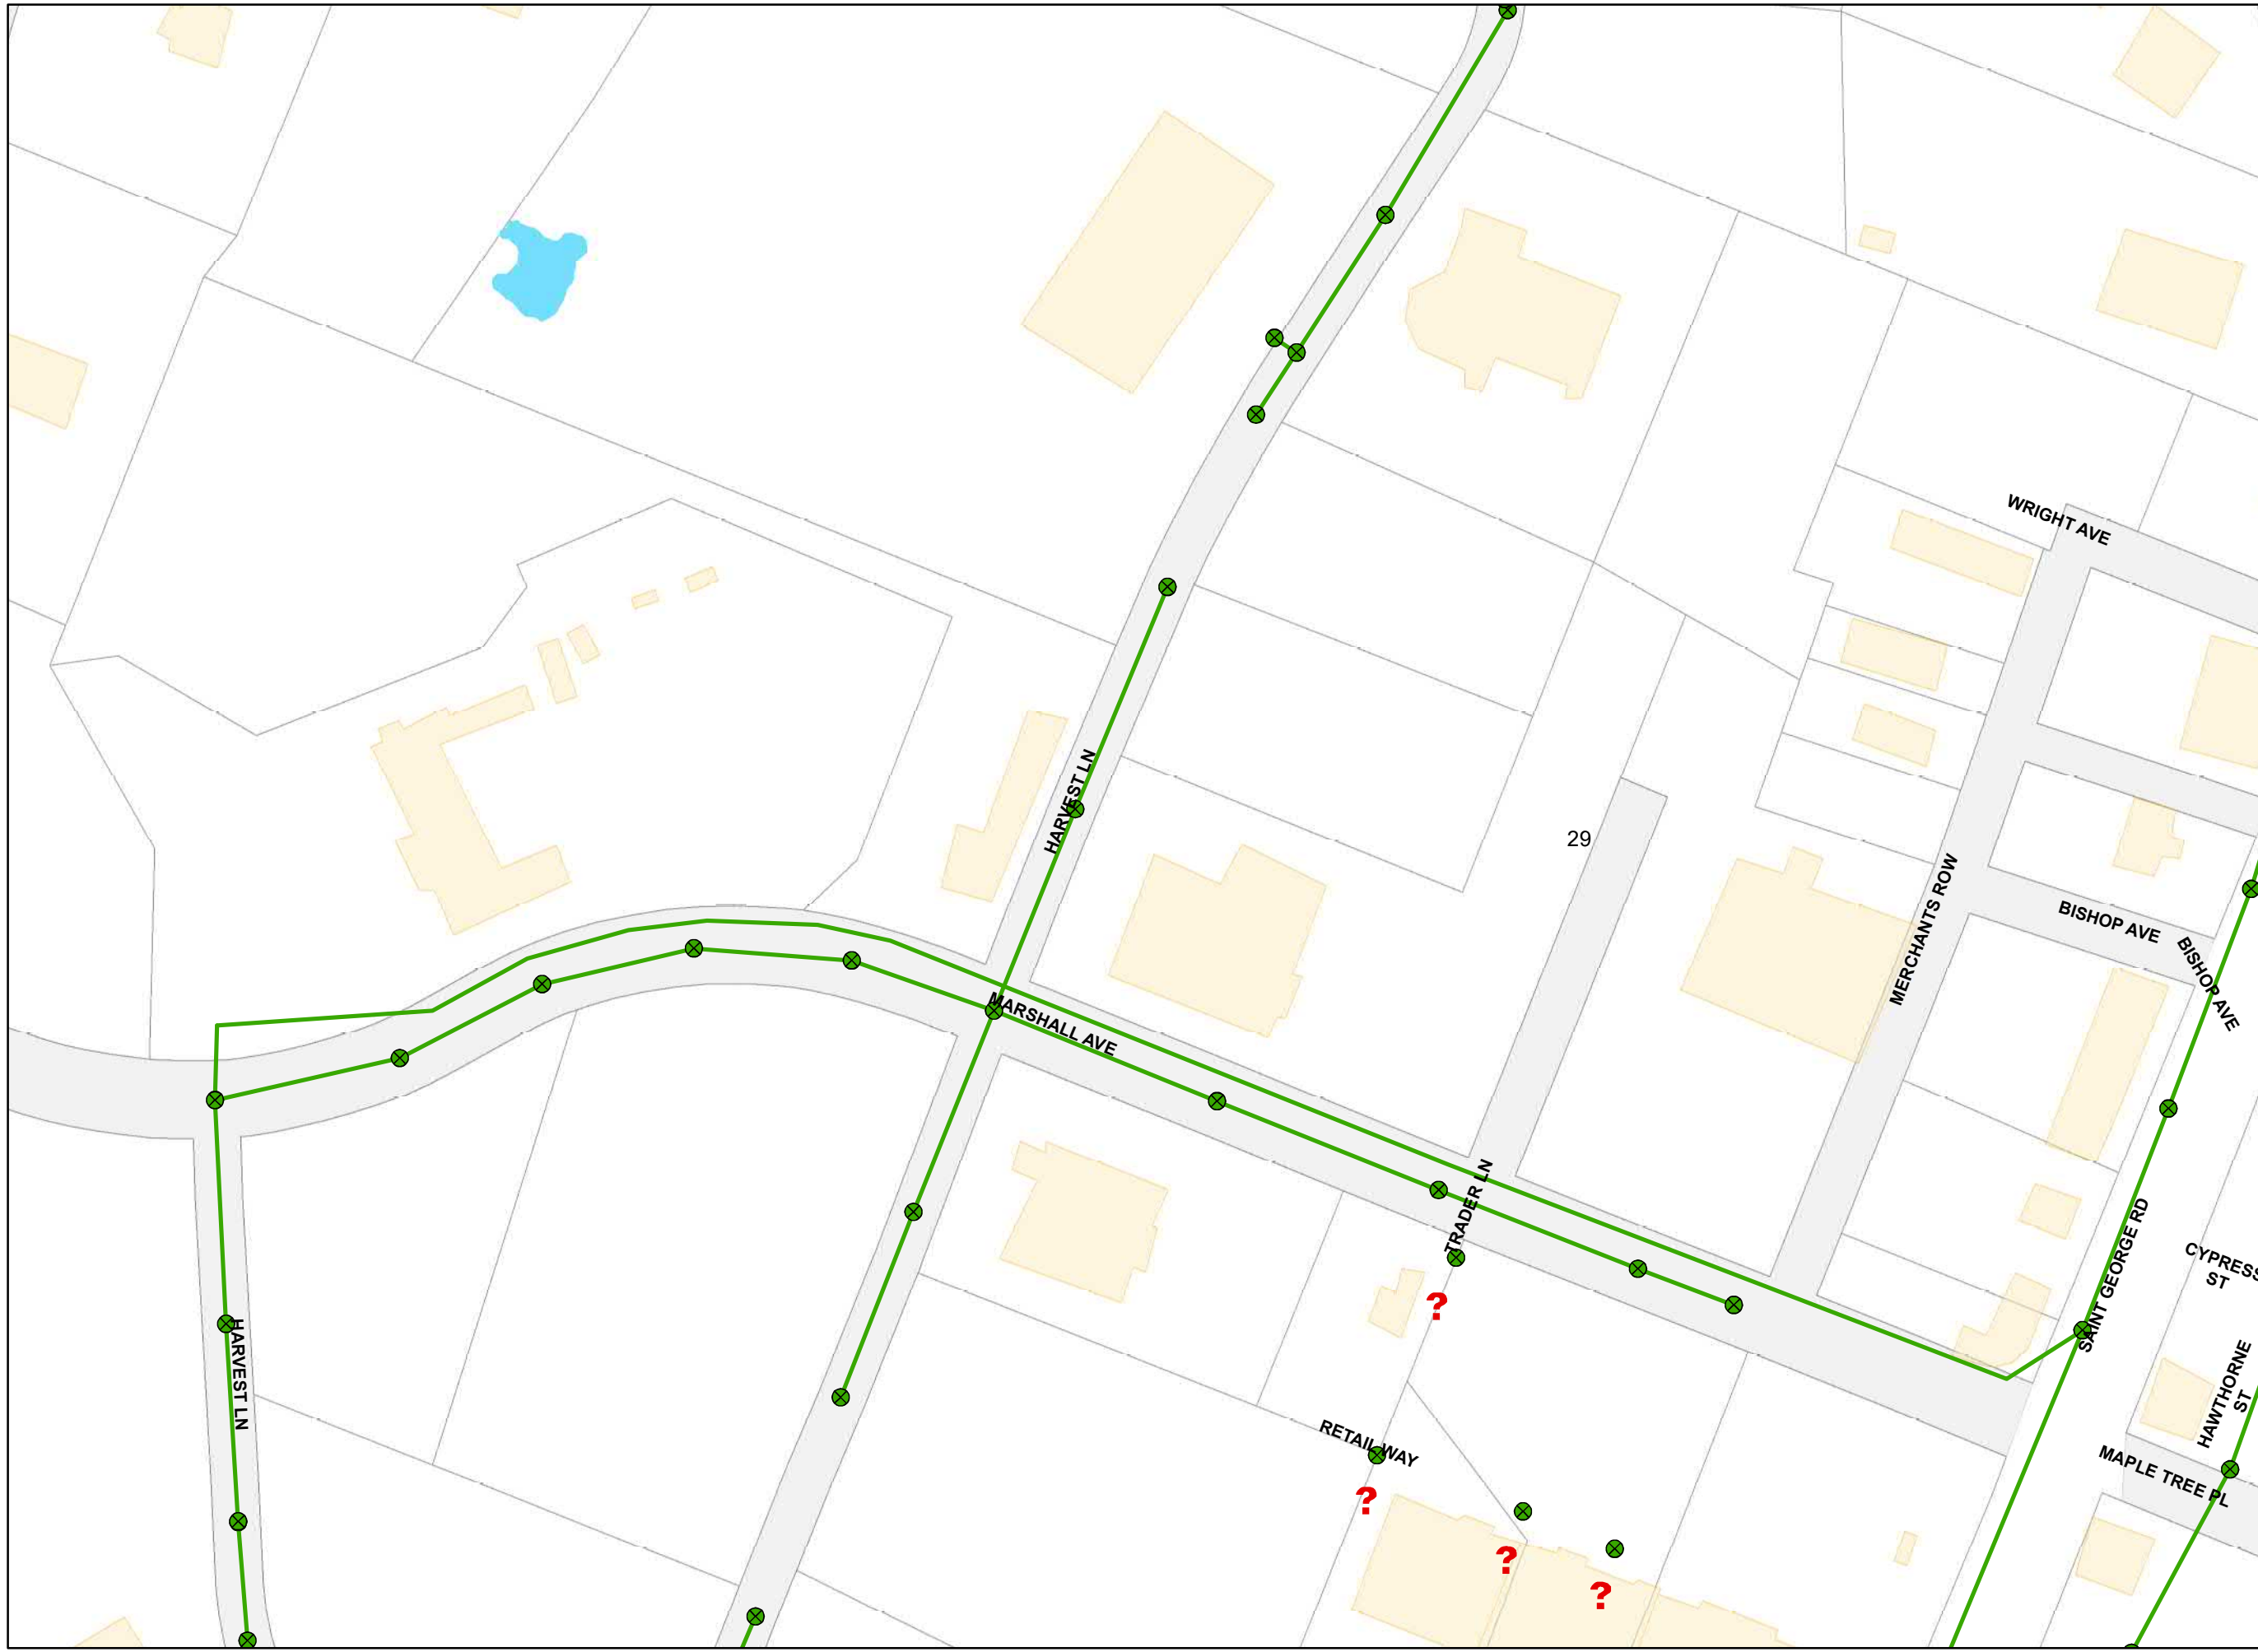 WRIGHT AVE
HARVEST LN
29
MERCHANTS ROW
BISHOP AVE
BISHOP AVE
MARSHALL AVE
TRADER LN
SAINT GEORGE RD
CYPRESS
ST
?
HARVEST LN
HAWTHORNE
ST
RETAIL WAY
MAPLE TREE PL
?
?
?